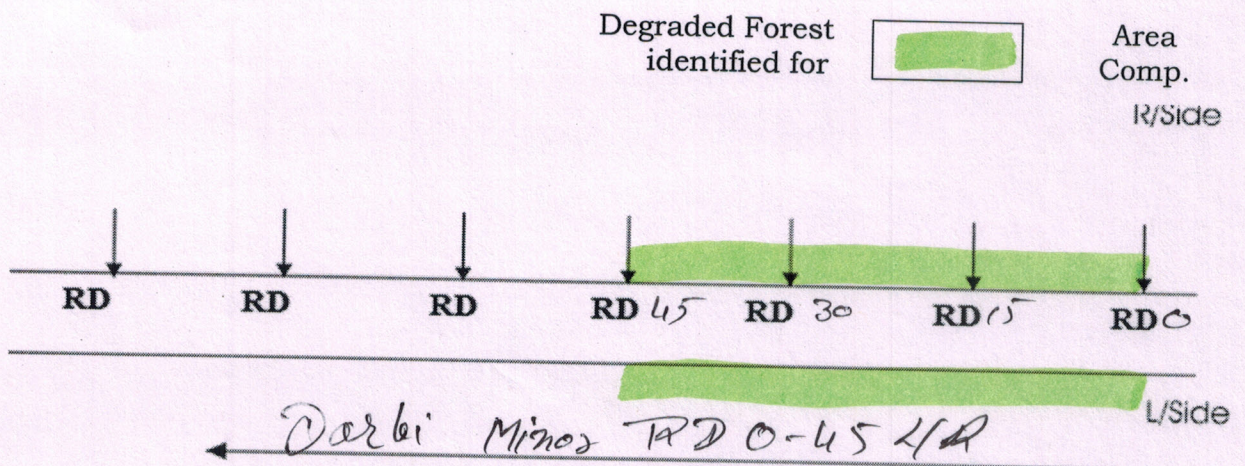 Degraded Forest Area
identified for Comp.
R/Side
RD RD RD RD 45 RD 30 RD 15 RD 0
L/Side
Darbi Minor RD 0-45 L/R